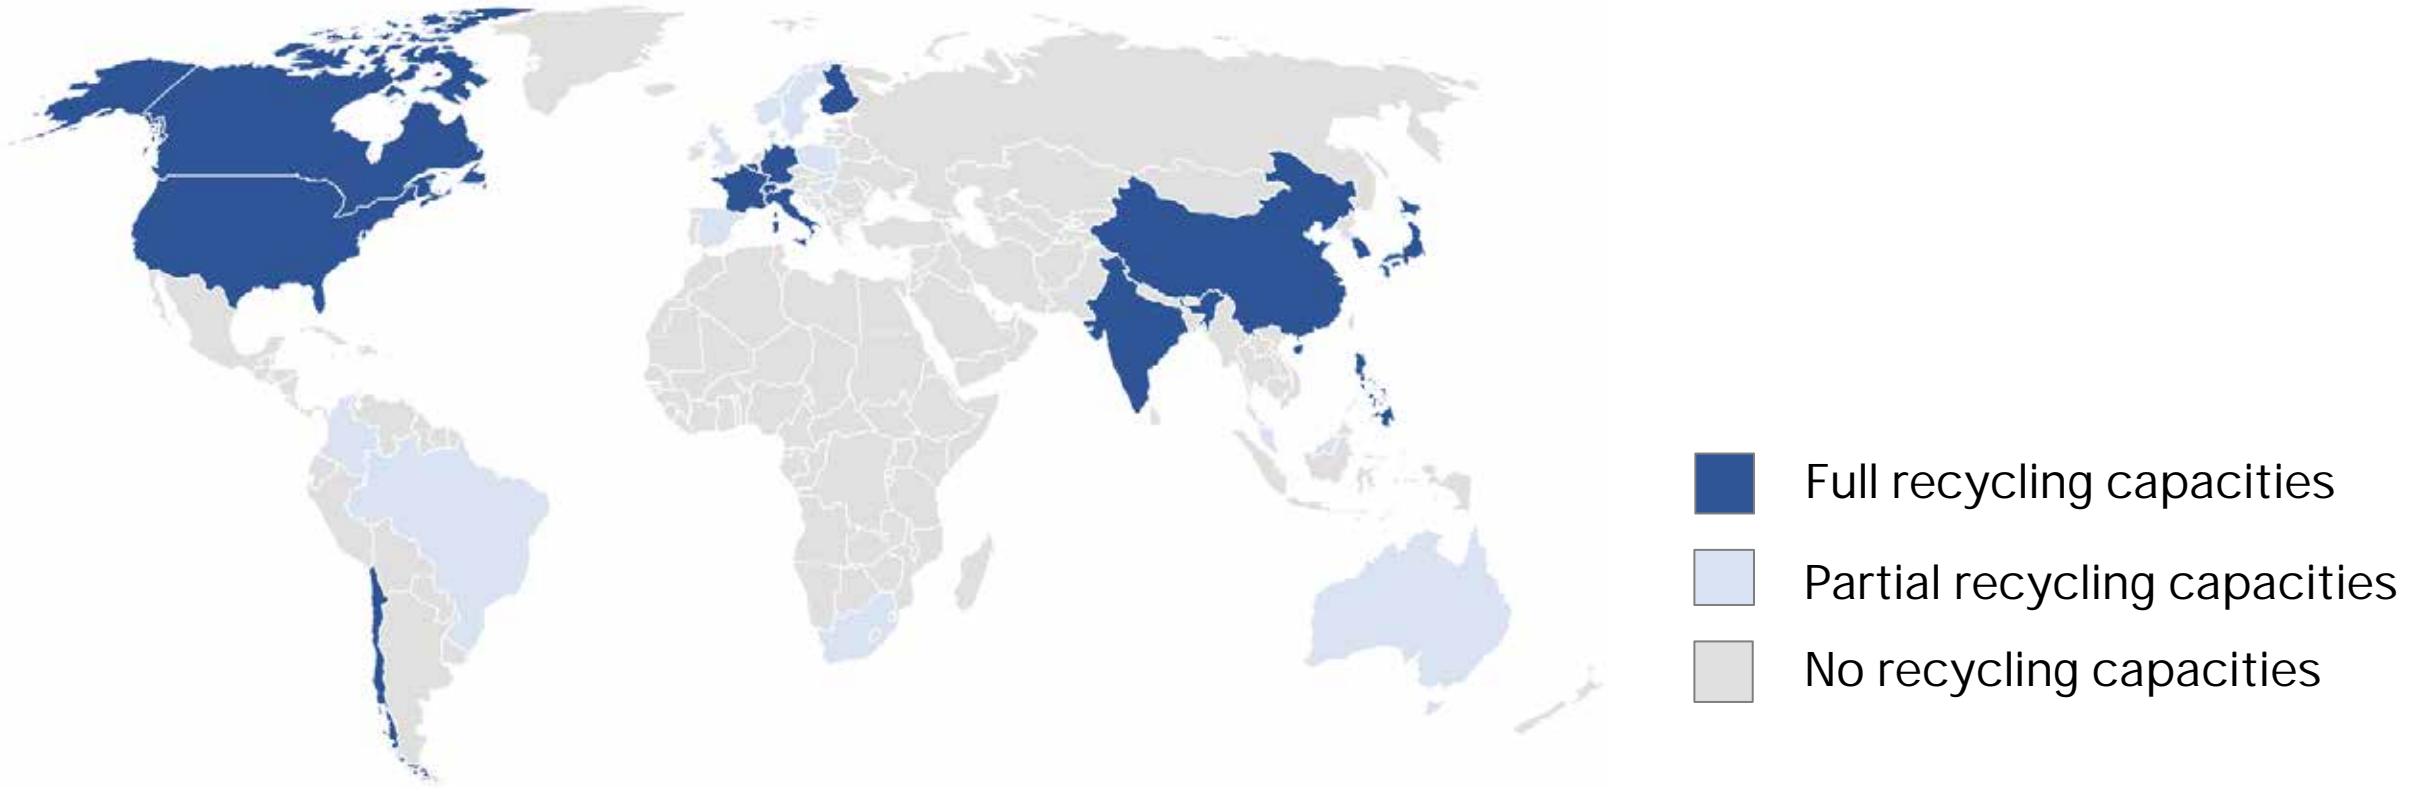 Full recycling capacities
Partial recycling capacities
No recycling capacities